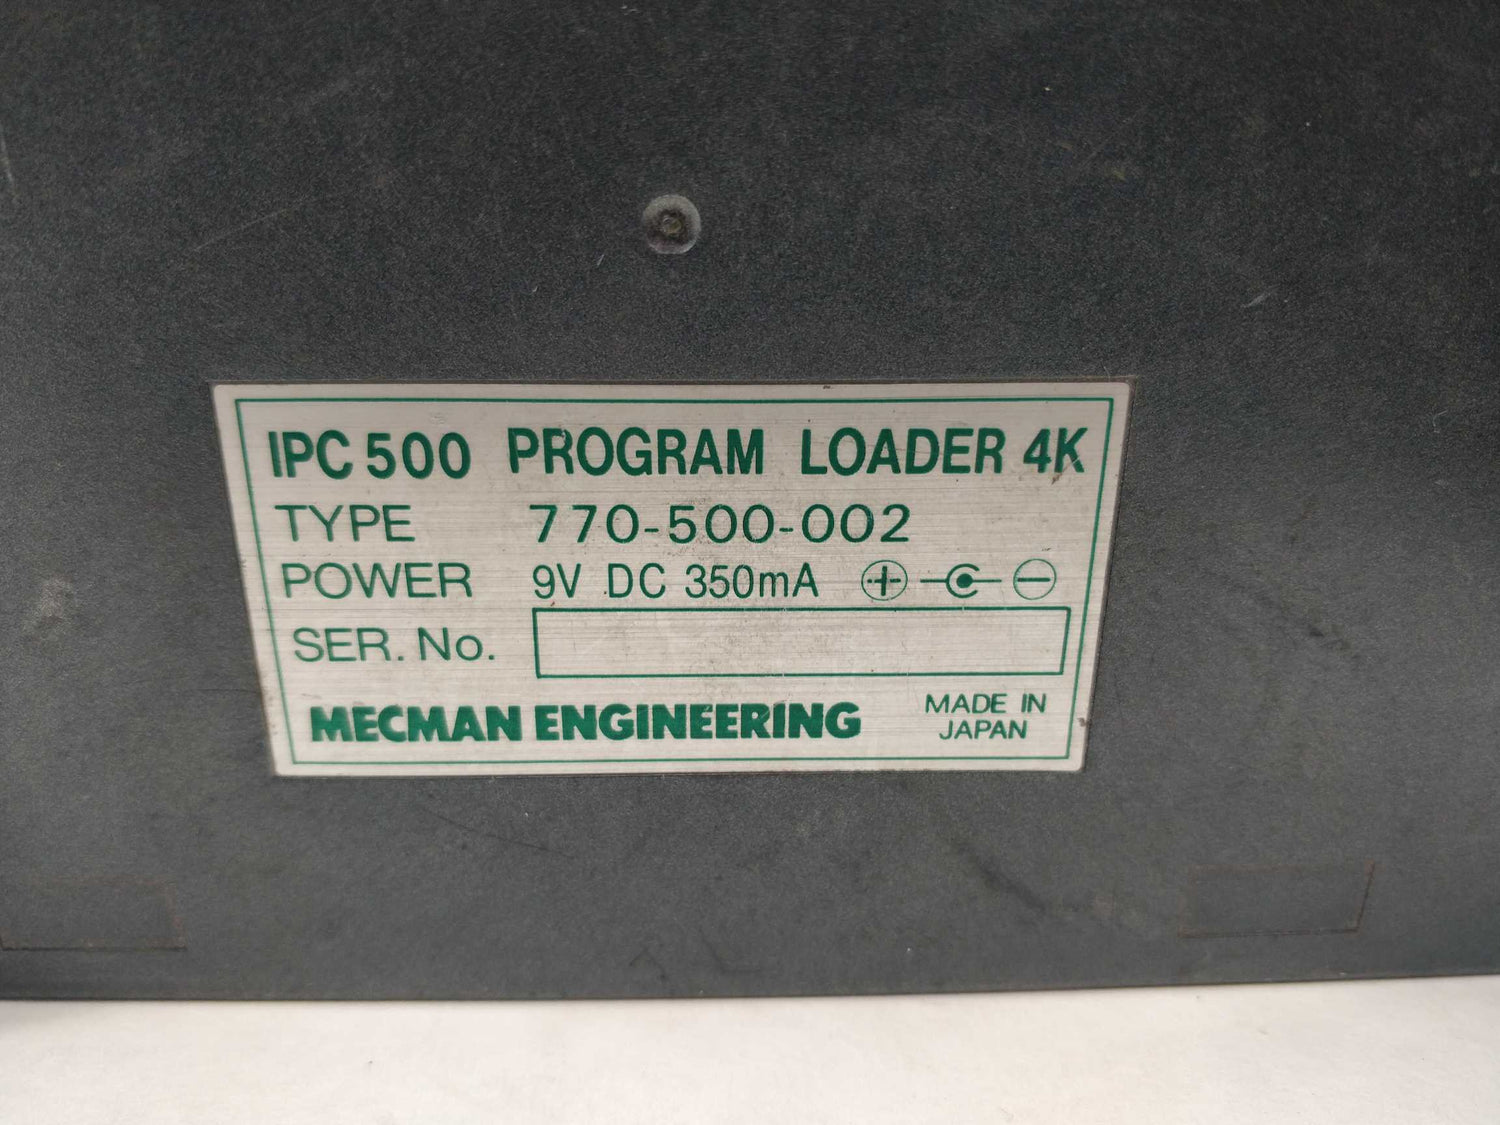 IPC 500 PROGRAM LOADER 4K
TYPE 770-500-002
POWER 9V DC 350mA
SER. No.
MECMAN ENGINEERING
MADE IN
JAPAN